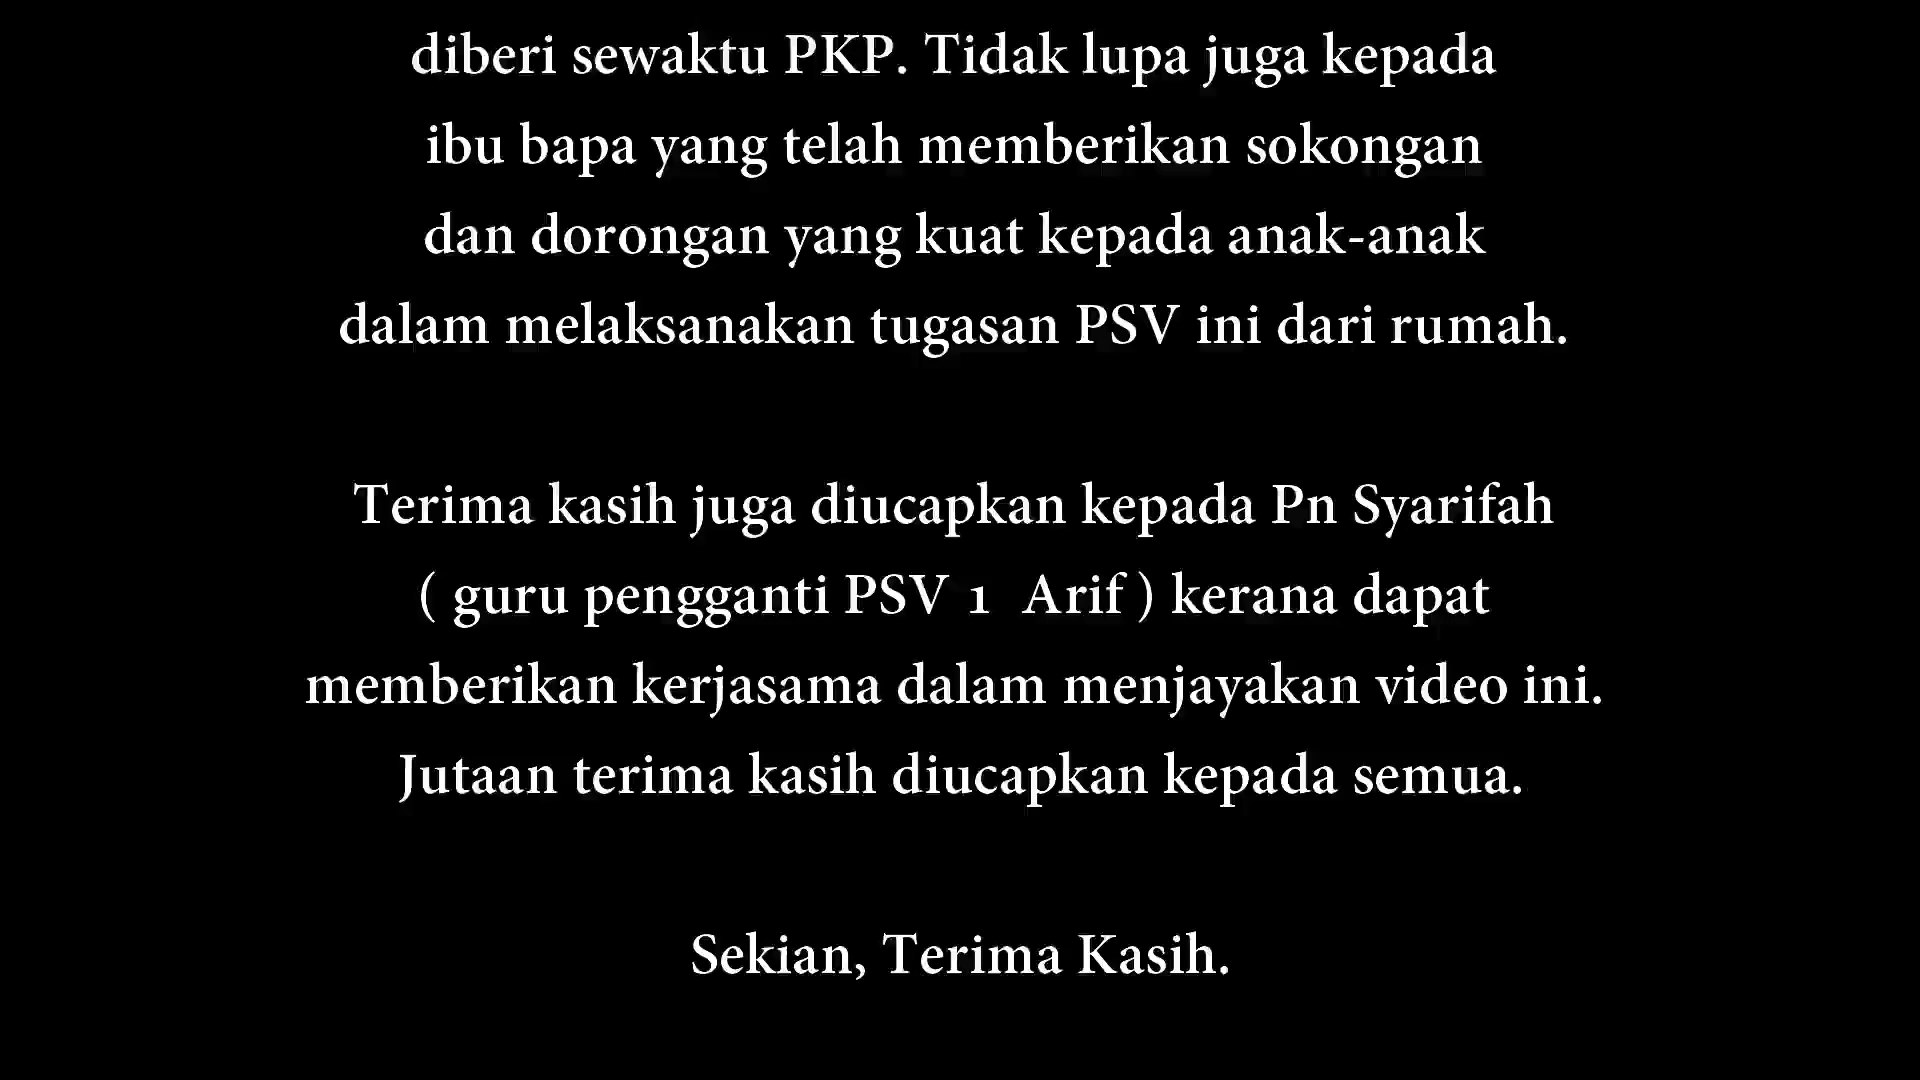 diberi sewaktu PKP. Tidak lupa juga kepada
ibu bapa yang telah memberikan sokongan
dan dorongan yang kuat kepada anak-anak
dalam melaksanakan tugasan PSV ini dari rumah.
Terima kasih juga diucapkan kepada Pn Syarifah
( guru pengganti PSV 1  Arif ) kerana dapat
memberikan kerjasama dalam menjayakan video ini.
Jutaan terima kasih diucapkan kepada semua.
Sekian, Terima Kasih.